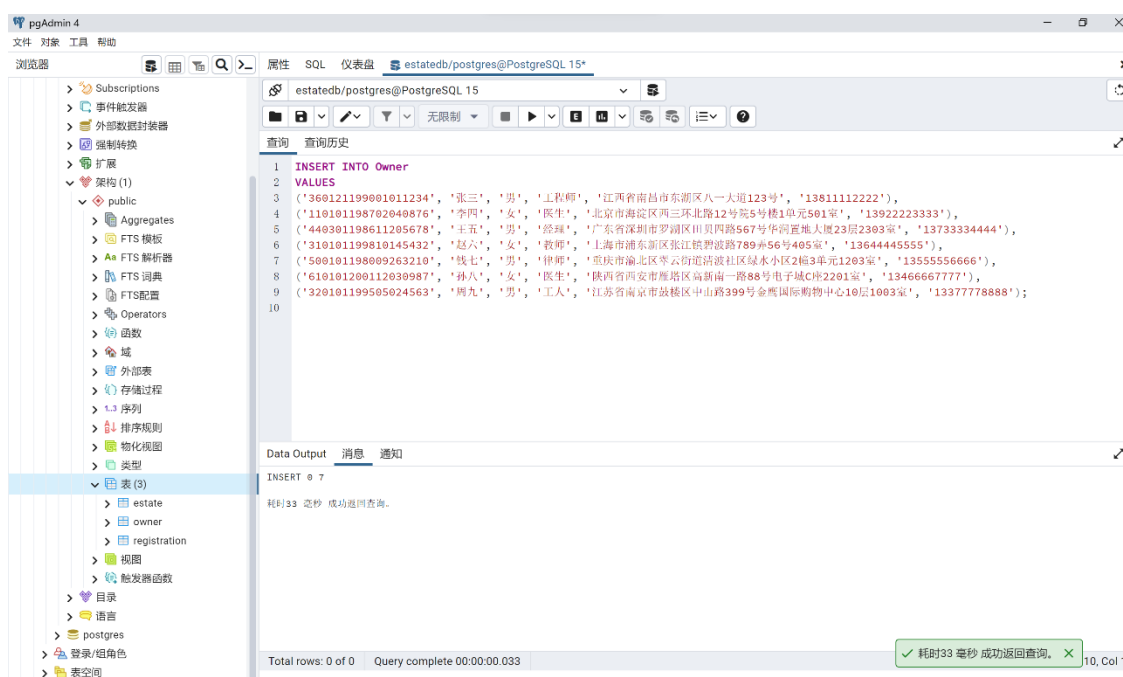 pgAdmin 4
文件 对象 工具 帮助
浏览器
属性 SQL 仪表盘 estatedb/postgres@PostgreSQL 15*
Subscriptions
事件触发器
外部数据封装器
强制转换
扩展
架构 (1)
public
Aggregates
FTS 模板
FTS 解析器
FTS 词典
FTS配置
Operators
函数
域
外部表
存储过程
1..3 序列
排序规则
物化视图
类型
表 (3)
estate
owner
registration
视图
触发器函数
目录
语言
postgres
登录/组角色
表空间
estatedb/postgres@PostgreSQL 15
无限制
查询 查询历史
1 INSERT INTO Owner
2 VALUES
3 ('360121199001011234', '张三', '男', '工程师', '江西省南昌市东湖区八一大道123号', '13811112222'),
4 ('110101198702040876', '李四', '女', '医生', '北京市海淀区西三环北路12号院5号楼1单元501室', '13922223333'),
5 ('440301198611205678', '王五', '男', '经理', '广东省深圳市罗湖区田贝四路567号华润置地大厦23层2303室', '13733334444'),
6 ('310101199810145432', '赵六', '女', '教师', '上海市浦东新区张江镇碧波路789弄56号405室', '13644445555'),
7 ('500101198009263210', '钱七', '男', '律师', '重庆市渝北区翠云街道清波社区绿水小区2幢3单元1203室', '13555556666'),
8 ('610101200112030987', '孙八', '女', '医生', '陕西省西安市雁塔区高新南一路88号电子城C座2201室', '13466667777'),
9 ('320101199505024563', '周九', '男', '工人', '江苏省南京市鼓楼区中山路399号金鹰国际购物中心10层1003室', '13377778888');
10
Data Output 消息 通知
INSERT 0 7
耗时33 毫秒 成功返回查询。
Total rows: 0 of 0 Query complete 00:00:00.033
耗时33 毫秒 成功返回查询。
10, Col